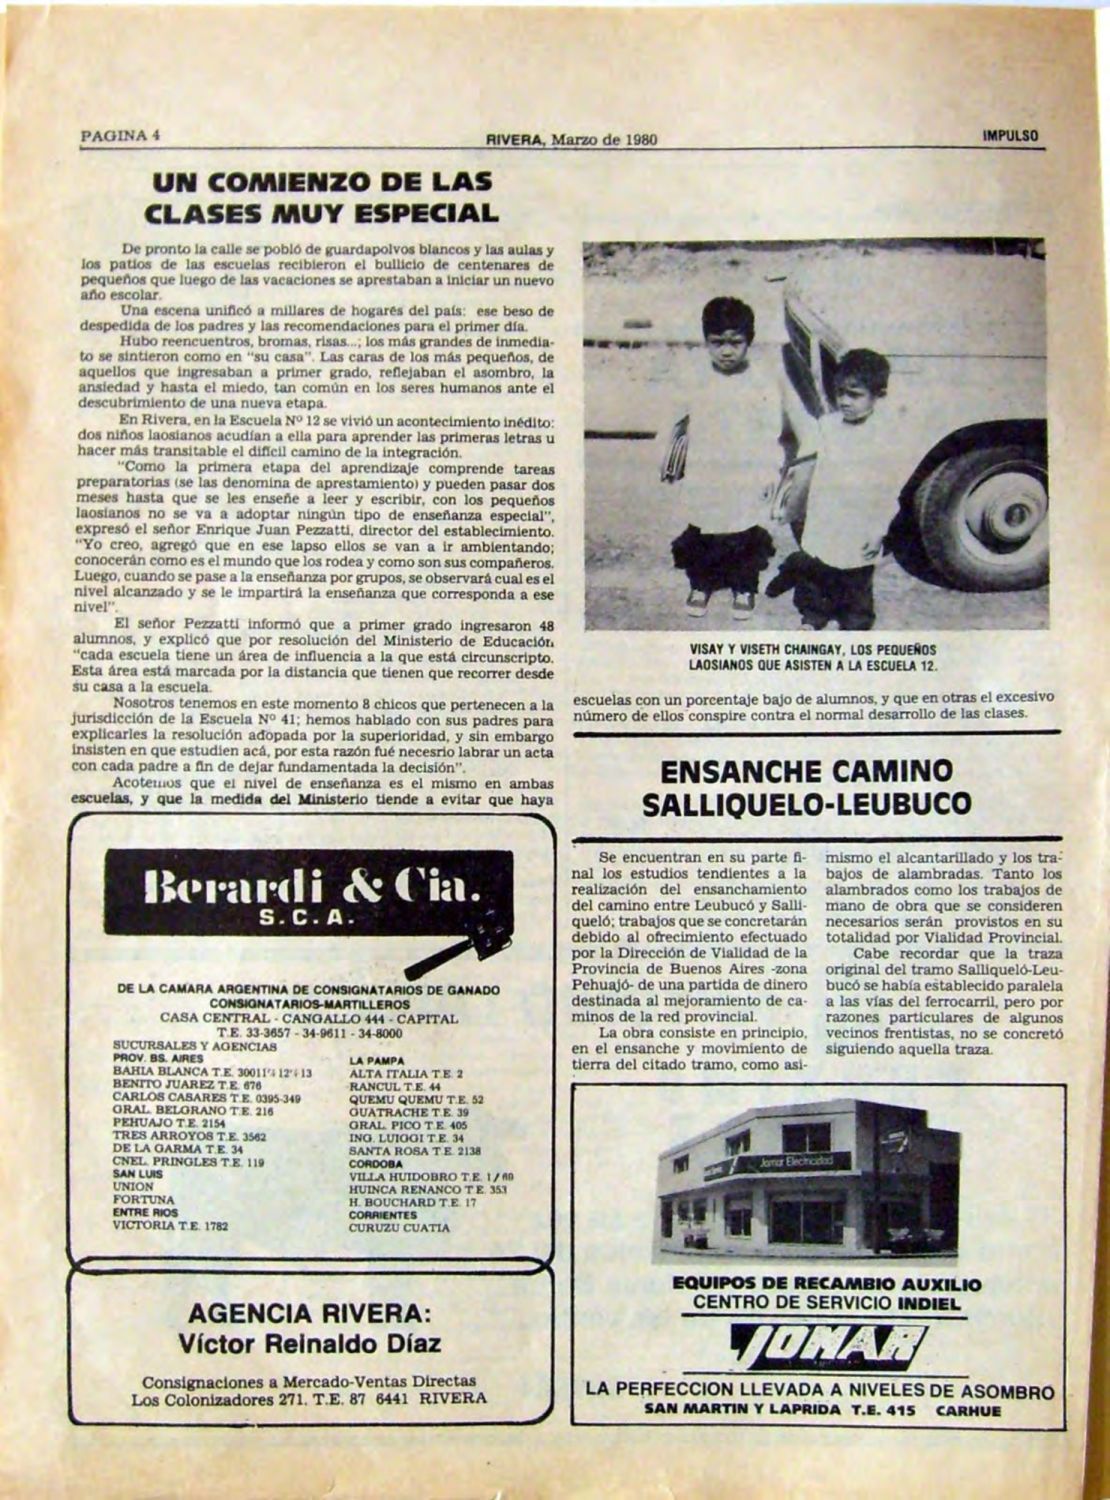 PAGINA 4
RIVERA, Marzo de 1980
IMPULSO
UN COMIENZO DE LAS
CLASES MUY ESPECIAL
De pronto la calle se pobló de guardapolvos blancos y las aulas y
los patios de las escuelas recibieron el bullicio de centenares de
pequeños que luego de las vacaciones se aprestaban a iniciar un nuevo
año escolar.
Una escena unificó a millares de hogares del país: ese beso de
despedida de los padres y las recomendaciones para el primer día.
Hubo reencuentros, bromas, risas...; los más grandes de inmedia-
to se sintieron como en "su casa". Las caras de los más pequeños, de
aquellos que ingresaban a primer grado, reflejaban el asombro, la
ansiedad y hasta el miedo, tan común en los seres humanos ante el
descubrimiento de una nueva etapa.
En Rivera, en la Escuela Nº 12 se vivió un acontecimiento inédito:
dos niños laosianos acudían a ella para aprender las primeras letras u
hacer más transitable el difícil camino de la integración.
"Como la primera etapa del aprendizaje comprende tareas
preparatorias (se las denomina de aprestamiento) y pueden pasar dos
meses hasta que se les enseñe a leer y escribir, con los pequeños
laosianos no se va a adoptar ningún tipo de enseñanza especial",
expresó el señor Enrique Juan Pezzatti, director del establecimiento.
"Yo creo, agregó que en ese lapso ellos se van a ir ambientando;
conocerán como es el mundo que los rodea y como son sus compañeros.
Luego, cuando se pase a la enseñanza por grupos, se observará cual es el
nivel alcanzado y se le impartirá la enseñanza que corresponda a ese
nivel".
El señor Pezzatti informó que a primer grado ingresaron 48
alumnos, y explicó que por resolución del Ministerio de Educación,
"cada escuela tiene un área de influencia a la que está circunscripto.
Esta área está marcada por la distancia que tienen que recorrer desde
su casa a la escuela.
Nosotros tenemos en este momento 8 chicos que pertenecen a la
jurisdicción de la Escuela Nº 41; hemos hablado con sus padres para
explicarles la resolución adopada por la superioridad, y sin embargo
insisten en que estudien acá, por esta razón fué necesrio labrar un acta
con cada padre a fin de dejar fundamentada la decisión".
Acotemos que el nivel de enseñanza es el mismo en ambas
escuelas, y que la medida del Ministerio tiende a evitar que haya
VISAY Y VISETH CHAINGAY, LOS PEQUEÑOS
LAOSIANOS QUE ASISTEN A LA ESCUELA 12.
escuelas con un porcentaje bajo de alumnos, y que en otras el excesivo
número de ellos conspire contra el normal desarrollo de las clases.
ENSANCHE CAMINO
SALLIQUELO-LEUBUCO
Se encuentran en su parte fi-
nal los estudios tendientes a la
realización del ensanchamiento
del camino entre Leubucó y Salli-
queló; trabajos que se concretarán
debido al ofrecimiento efectuado
por la Dirección de Vialidad de la
Provincia de Buenos Aires -zona
Pehuajó- de una partida de dinero
destinada al mejoramiento de ca-
minos de la red provincial.
La obra consiste en principio,
en el ensanche y movimiento de
tierra del citado tramo, como asi-
mismo el alcantarillado y los tra-
bajos de alambradas. Tanto los
alambrados como los trabajos de
mano de obra que se consideren
necesarios serán provistos en su
totalidad por Vialidad Provincial.
Cabe recordar que la traza
original del tramo Salliqueló-Leu-
bucó se había establecido paralela
a las vías del ferrocarril, pero por
razones particulares de algunos
vecinos frentistas, no se concretó
siguiendo aquella traza.
Berardi & Cia.
S.C.A.
DE LA CAMARA ARGENTINA DE CONSIGNATARIOS DE GANADO
CONSIGNATARIOS-MARTILLEROS
CASA CENTRAL - CANGALLO 444 - CAPITAL
T.E. 33-3657 - 34-9611 - 34-8000
SUCURSALES Y AGENCIAS
PROV. BS. AIRES
BAHIA BLANCA T.E. 30011/12/13
BENITO JUAREZ T.E. 676
CARLOS CASARES T.E. 0395-349
GRAL. BELGRANO T.E. 216
PEHUAJO T.E. 2154
TRES ARROYOS T.E. 3562
DE LA GARMA T.E. 34
CNEL. PRINGLES T.E. 119
SAN LUIS
UNION
FORTUNA
ENTRE RIOS
VICTORIA T.E. 1782
LA PAMPA
ALTA ITALIA T.E. 2
RANCUL T.E. 44
QUEMU QUEMU T.E. 52
GUATRACHE T.E. 39
GRAL. PICO T.E. 405
ING. LUIGGI T.E. 34
SANTA ROSA T.E. 2138
CORDOBA
VILLA HUIDOBRO T.E. 1/60
HUINCA RENANCO T.E. 353
H. BOUCHARD T.E. 17
CORRIENTES
CURUZU CUATIA
AGENCIA RIVERA:
Víctor Reinaldo Díaz
Consignaciones a Mercado-Ventas Directas
Los Colonizadores 271. T.E. 87 6441 RIVERA
Jomar Electricidad
EQUIPOS DE RECAMBIO AUXILIO
CENTRO DE SERVICIO INDIEL
JOMAR
LA PERFECCION LLEVADA A NIVELES DE ASOMBRO
SAN MARTIN Y LAPRIDA T.E. 415 CARHUE